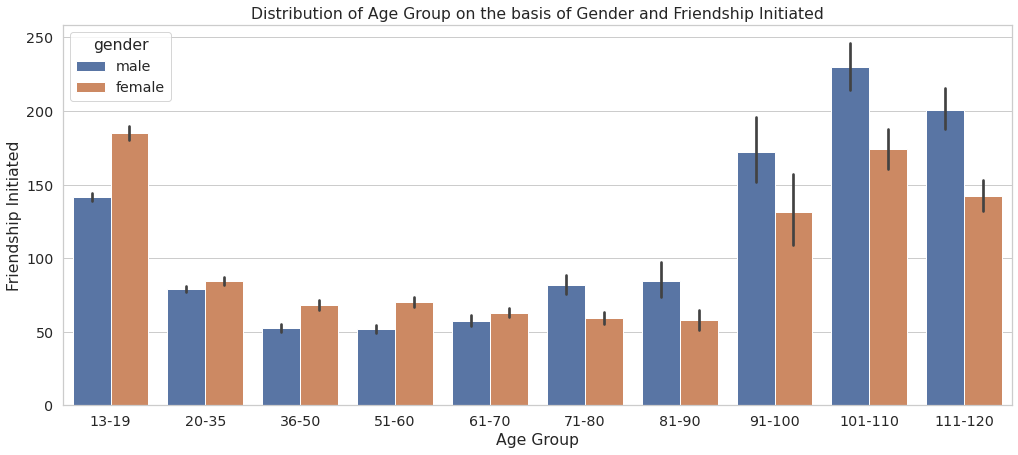 Distribution of Age Group on the basis of Gender and Friendship Initiated
gender
male
female
Friendship Initiated
250
200
150
100
50
0
13-19 20-35 36-50 51-60 61-70 71-80 81-90 91-100 101-110 111-120
Age Group